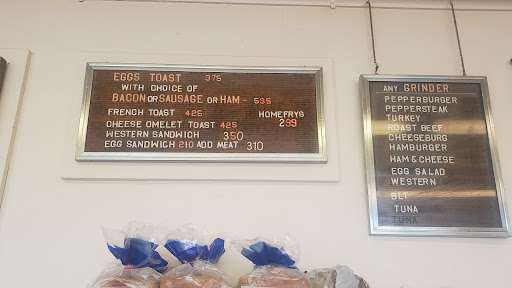 EGGS TOAST 375
WITH CHOICE OF
BACON OR SAUSAGE OR HAM - 535
FRENCH TOAST 425
HOMEFRYS
CHEESE OMELET TOAST 425
299
WESTERN SANDWICH 350
EGG SANDWICH 210 ADD MEAT 310
ANY GRINDER
PEPPERBURGER
PEPPERSTEAK
TURKEY
ROAST BEEF
CHEESEBURG
HAMBURGER
HAM & CHEESE
EGG SALAD
WESTERN
BLT
TUNA
TUNA